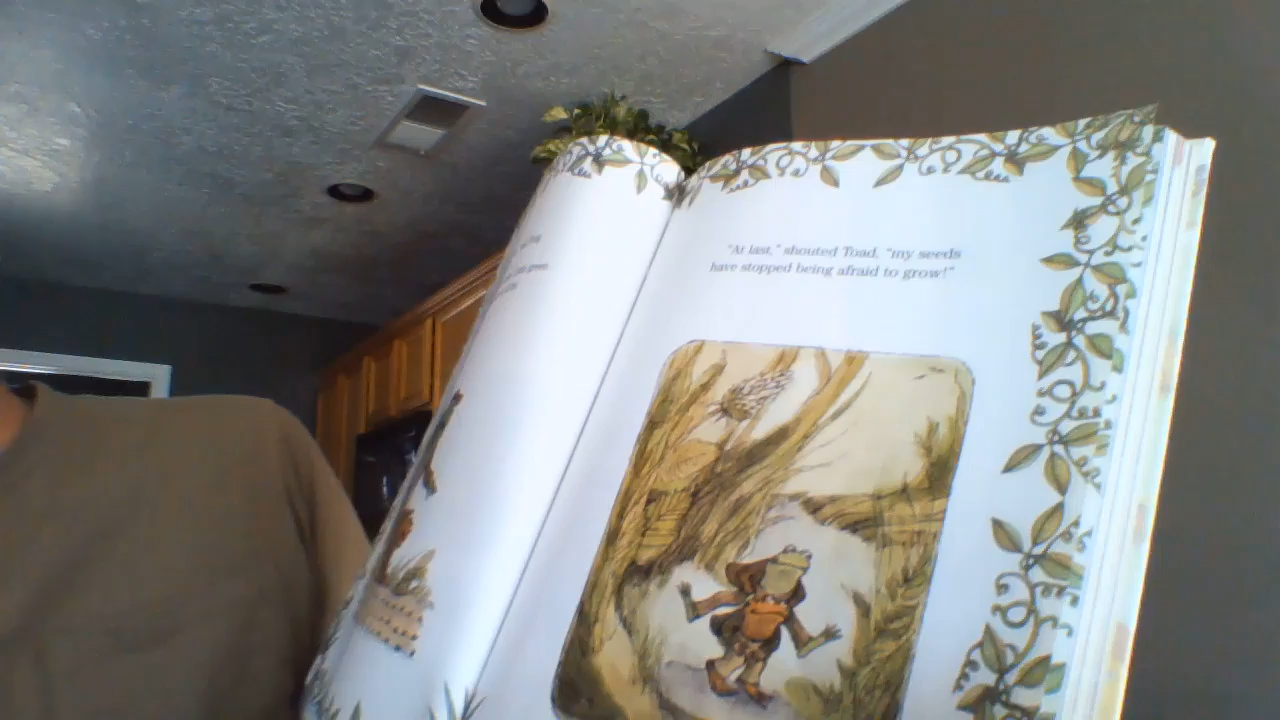 "At last," shouted Toad, "my seeds
have stopped being afraid to grow!"